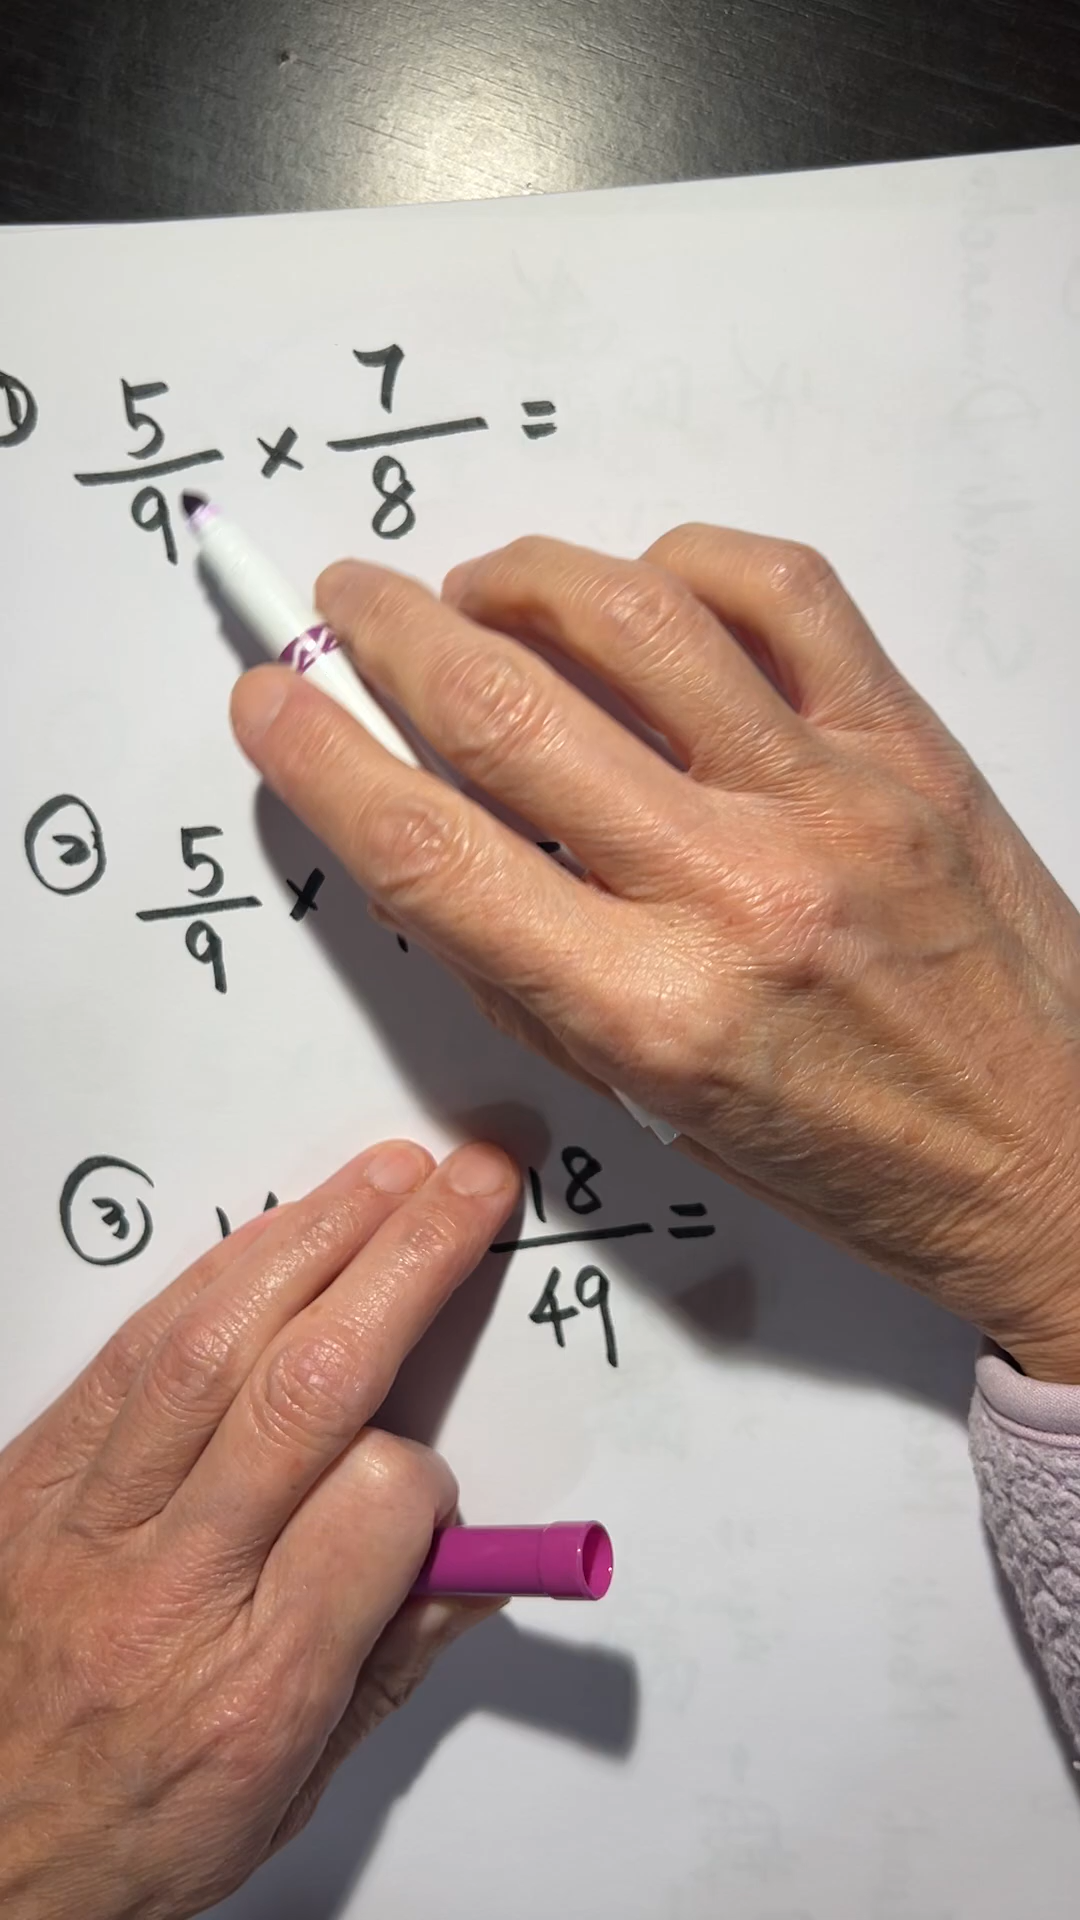 ① 5/9 × 7/8 =
② 5/9 ×
③ 18/49 =